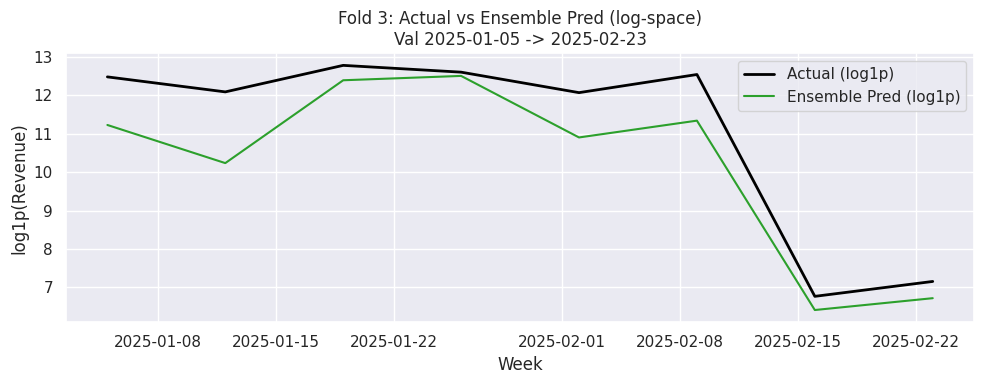 Fold 3: Actual vs Ensemble Pred (log-space)
Val 2025-01-05 -> 2025-02-23
Actual (log1p)
Ensemble Pred (log1p)
log1p(Revenue)
13
12
11
10
9
8
7
2025-01-08
2025-01-15
2025-01-22
2025-02-01
2025-02-08
2025-02-15
2025-02-22
Week